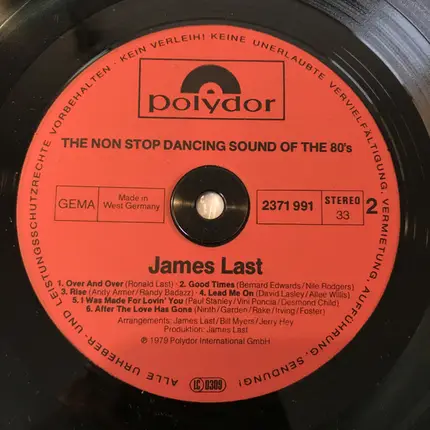 ALLE URHEBER UND LEISTUNGSSCHUTZRECHTE VORBEHALTEN · KEIN VERLEIH! KEINE UNERLAUBTE VERVIELFÄLTIGUNG, VERMIETUNG, AUFFÜHRUNG, SENDUNG!
polydor
THE NON STOP DANCING SOUND OF THE 80's
GEMA
Made in
West Germany
2371 991
STEREO
33
2
James Last
1. Over And Over (Ronald Last) · 2. Good Times (Bernard Edwards/Nile Rodgers)
3. Rise (Andy Armer/Randy Badazz) · 4. Lead Me On (David Lasley/Allee Willis)
5. I Was Made For Lovin' You (Paul Stanley/Vini Poncia/Desmond Child)
6. After The Love Has Gone (Ninth/Garden/Rake/Irving/Foster)
Arrangements: James Last/Bill Myers/Jerry Hey
Produktion: James Last
℗ 1979 Polydor International GmbH
LC 0309